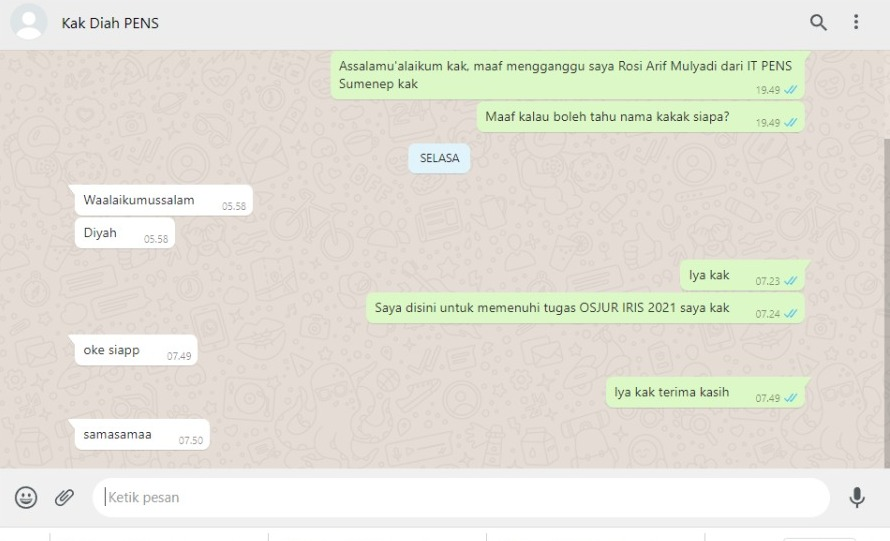 Kak Diah PENS
Assalamu'alaikum kak, maaf mengganggu saya Rosi Arif Mulyadi dari IT PENS
Sumenep kak
19.49
Maaf kalau boleh tahu nama kakak siapa?
19.49
SELASA
Waalaikumussalam
05.58
Diyah
05.58
Iya kak
07.23
Saya disini untuk memenuhi tugas OSJUR IRIS 2021 saya kak
07.24
oke siapp
07.49
Iya kak terima kasih
07.49
samasamaa
07.50
Ketik pesan